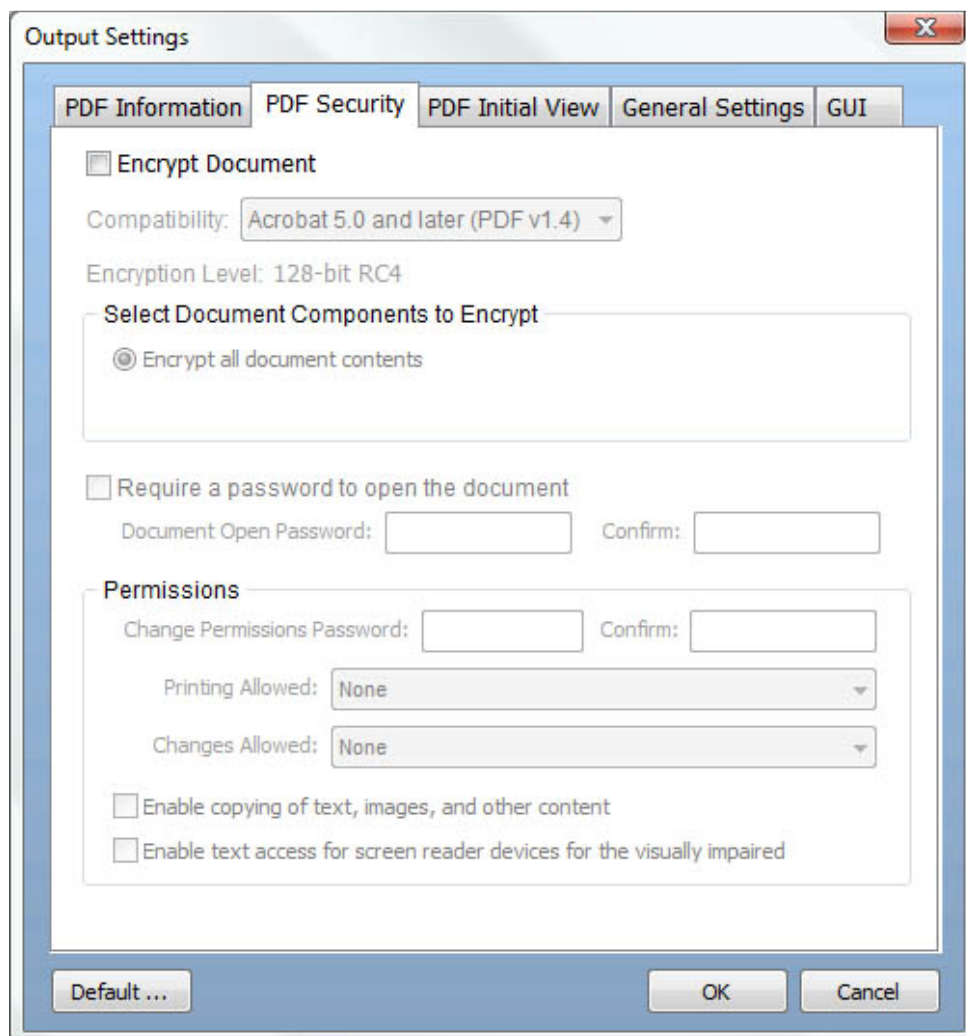 Output Settings
PDF Information PDF Security PDF Initial View General Settings GUI
Encrypt Document
Compatibility: Acrobat 5.0 and later (PDF v1.4)
Encryption Level: 128-bit RC4
Select Document Components to Encrypt
Encrypt all document contents
Require a password to open the document
Document Open Password: Confirm:
Permissions
Change Permissions Password: Confirm:
Printing Allowed: None
Changes Allowed: None
Enable copying of text, images, and other content
Enable text access for screen reader devices for the visually impaired
Default ... OK Cancel